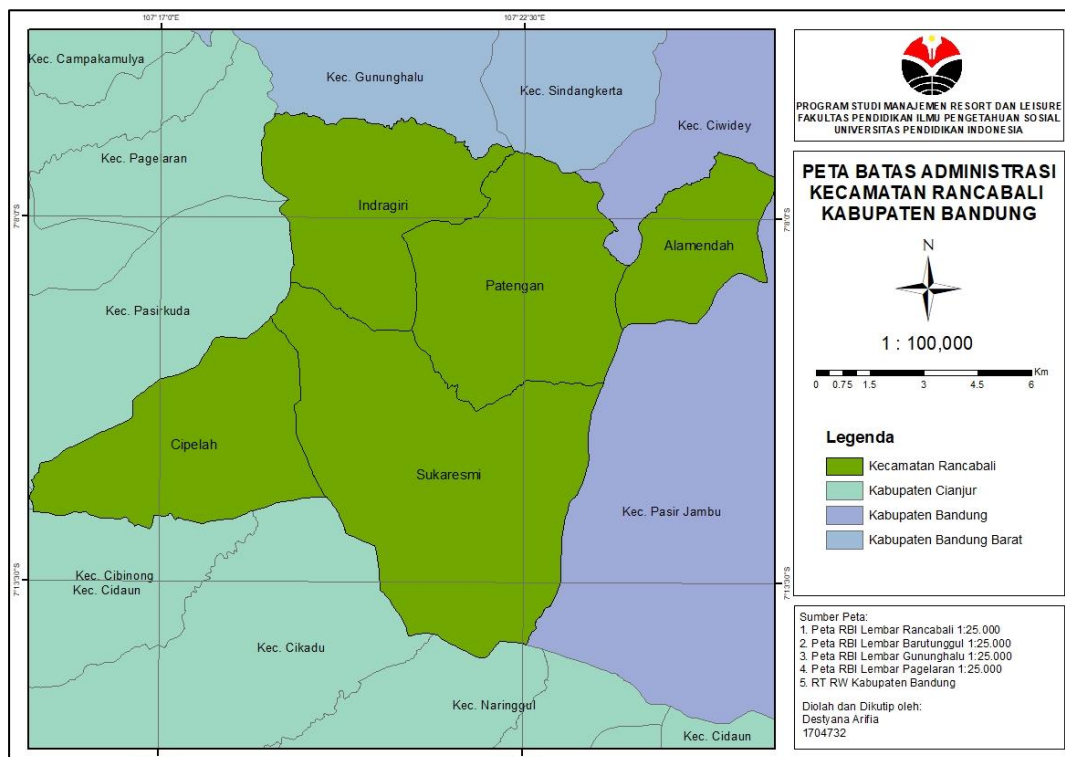 107°17'0"E
107°22'30"E
Kec. Campakamulya
Kec. Gununghalu
Kec. Sindangkerta
Kec. Ciwidey
Kec. Pagelaran
7°8'0"S
Indragiri
Alamendah
7°8'0"S
Patengan
Kec. Pasirkuda
Cipelah
Sukaresmi
Kec. Pasir Jambu
7°13'30"S
Kec. Cibinong
Kec. Cidaun
7°13'30"S
Kec. Cikadu
Kec. Naringgul
Kec. Cidaun
PROGRAM STUDI MANAJEMEN RESORT DAN LEISURE
FAKULTAS PENDIDIKAN ILMU PENGETAHUAN SOSIAL
UNIVERSITAS PENDIDIKAN INDONESIA
PETA BATAS ADMINISTRASI
KECAMATAN RANCABALI
KABUPATEN BANDUNG
N
1 : 100,000
0 0.75 1.5 3 4.5 6 Km
Legenda
Kecamatan Rancabali
Kabupaten Cianjur
Kabupaten Bandung
Kabupaten Bandung Barat
Sumber Peta:
1. Peta RBI Lembar Rancabali 1:25.000
2. Peta RBI Lembar Barutunggul 1:25.000
3. Peta RBI Lembar Gununghalu 1:25.000
4. Peta RBI Lembar Pagelaran 1:25.000
5. RT RW Kabupaten Bandung
Diolah dan Dikutip oleh:
Destyana Arifia
1704732